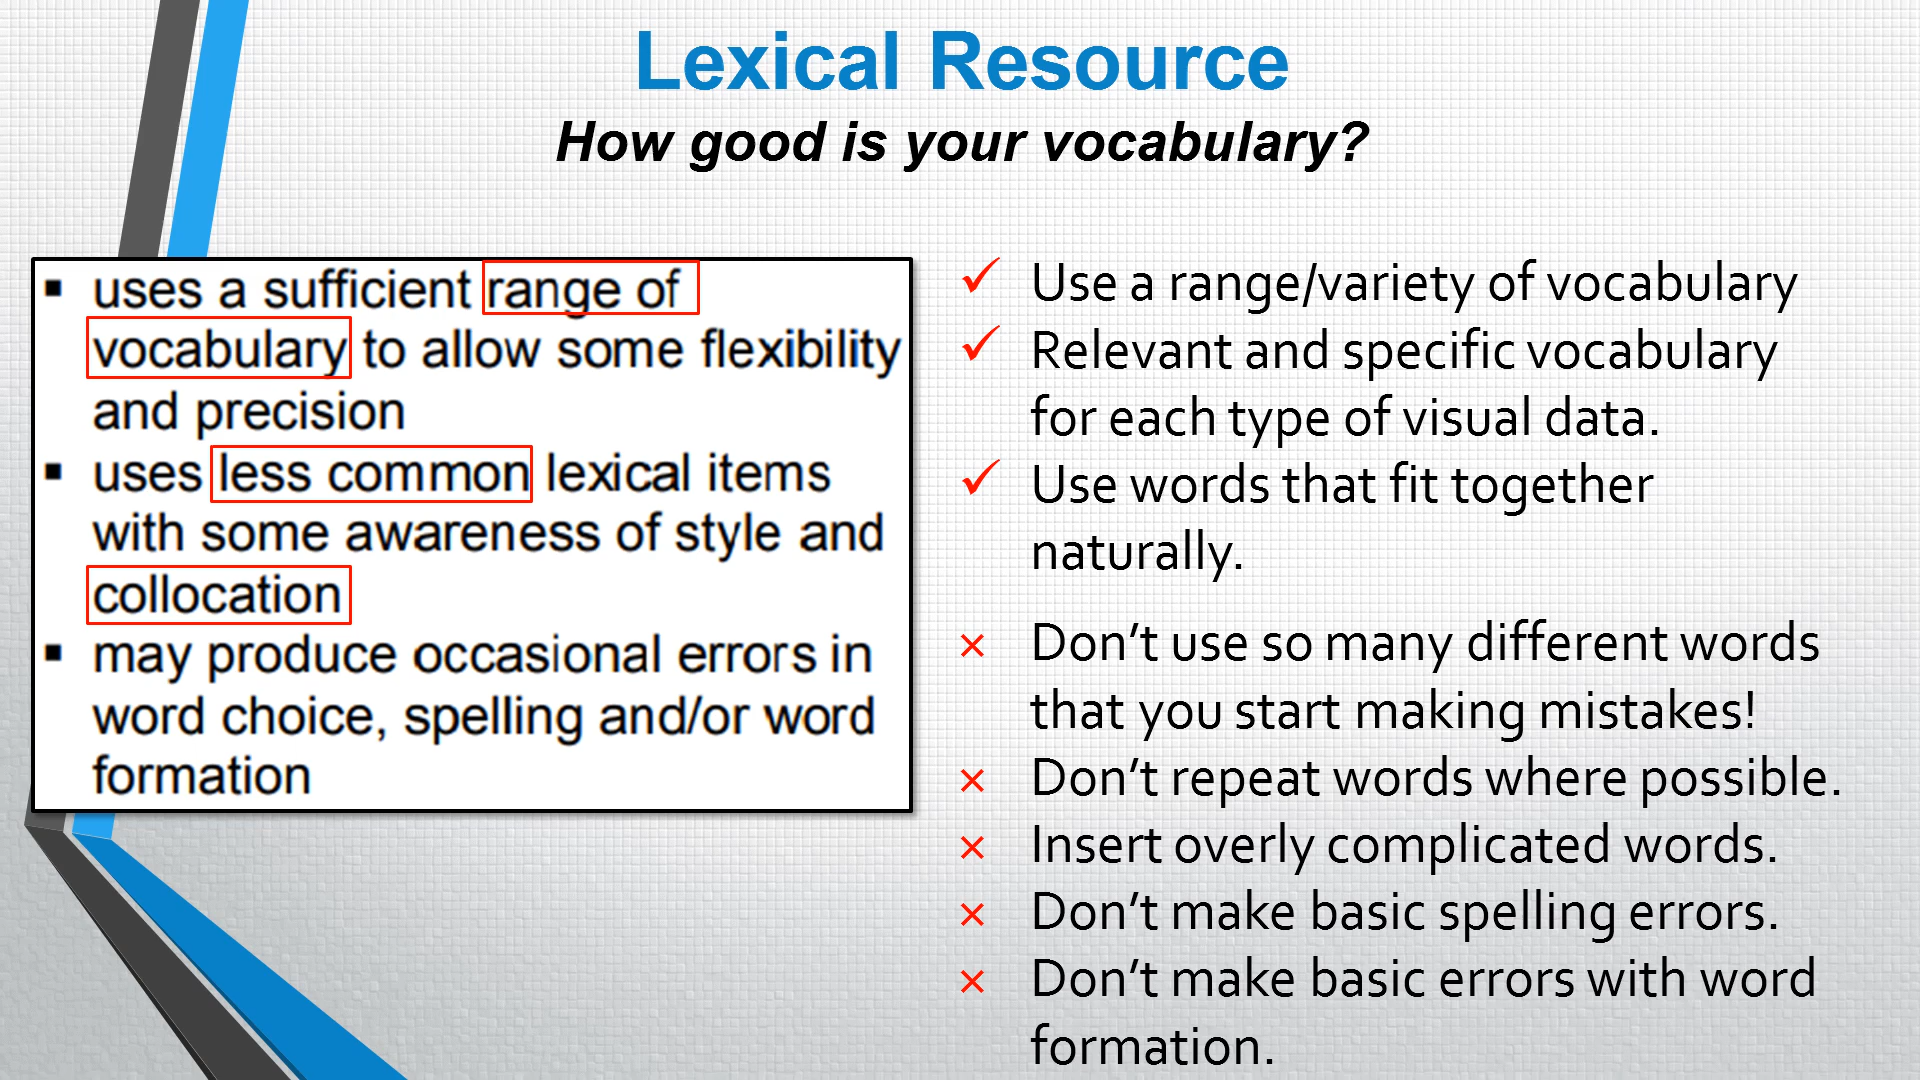 Lexical Resource
How good is your vocabulary?
▪ uses a sufficient range of
vocabulary to allow some flexibility
and precision
▪ uses less common lexical items
with some awareness of style and
collocation
▪ may produce occasional errors in
word choice, spelling and/or word
formation
✓ Use a range/variety of vocabulary
✓ Relevant and specific vocabulary
for each type of visual data.
✓ Use words that fit together
naturally.
× Don’t use so many different words
that you start making mistakes!
× Don’t repeat words where possible.
× Insert overly complicated words.
× Don’t make basic spelling errors.
× Don’t make basic errors with word
formation.